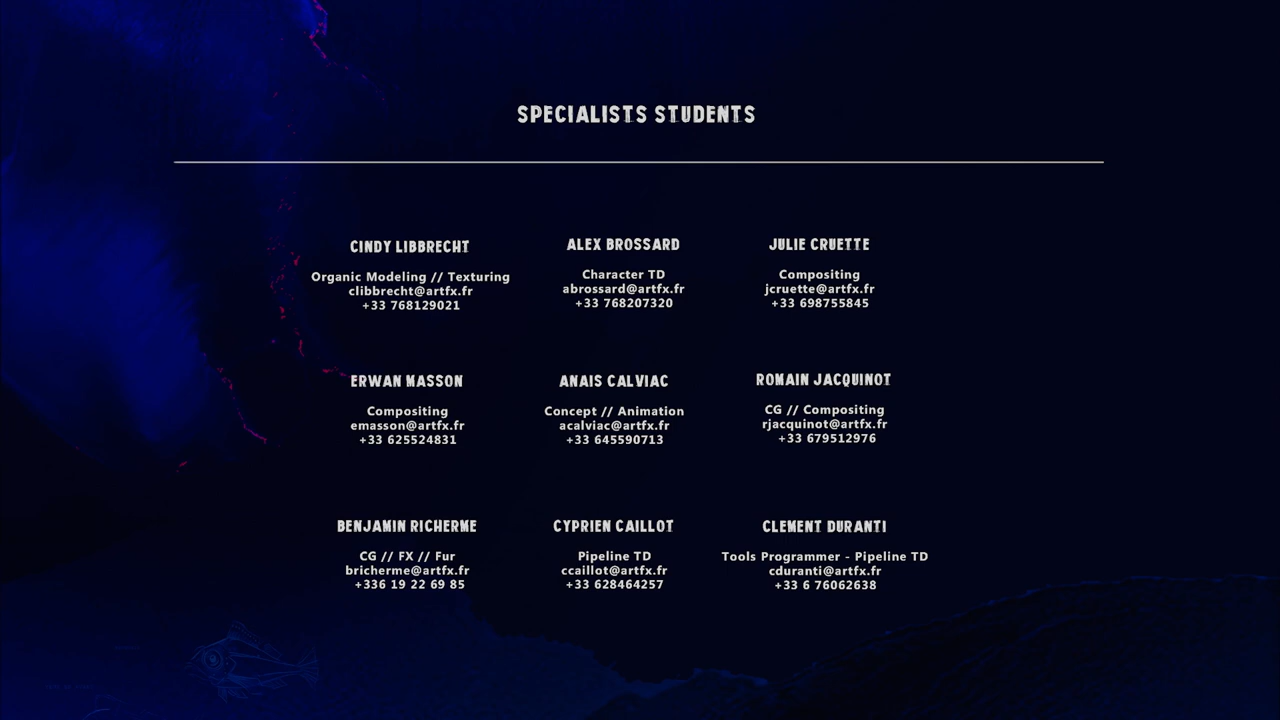 SPECIALISTS STUDENTS
CINDY LIBBRECHT
Organic Modeling // Texturing
clibbrecht@artfx.fr
+33 768129021
ALEX BROSSARD
Character TD
abrossard@artfx.fr
+33 768207320
JULIE CRUETTE
Compositing
jcruette@artfx.fr
+33 698755845
ERWAN MASSON
Compositing
emasson@artfx.fr
+33 625524831
ANAIS CALVIAC
Concept // Animation
acalviac@artfx.fr
+33 645590713
ROMAIN JACQUINOT
CG // Compositing
rjacquinot@artfx.fr
+33 679512976
BENJAMIN RICHERME
CG // FX // Fur
bricherme@artfx.fr
+336 19 22 69 85
CYPRIEN CAILLOT
Pipeline TD
ccaillot@artfx.fr
+33 628464257
CLEMENT DURANTI
Tools Programmer - Pipeline TD
cduranti@artfx.fr
+33 6 76062638